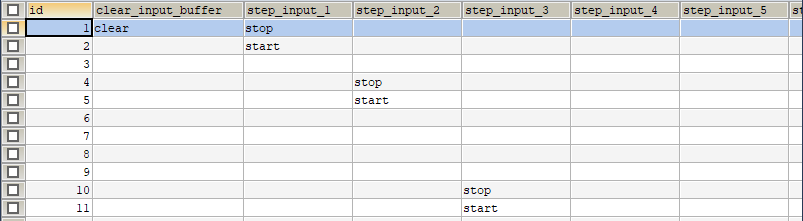 id clear_input_buffer step_input_1 step_input_2 step_input_3 step_input_4 step_input_5 st
1 clear stop
2 start
3
4 stop
5 start
6
7
8
9
10 stop
11 start